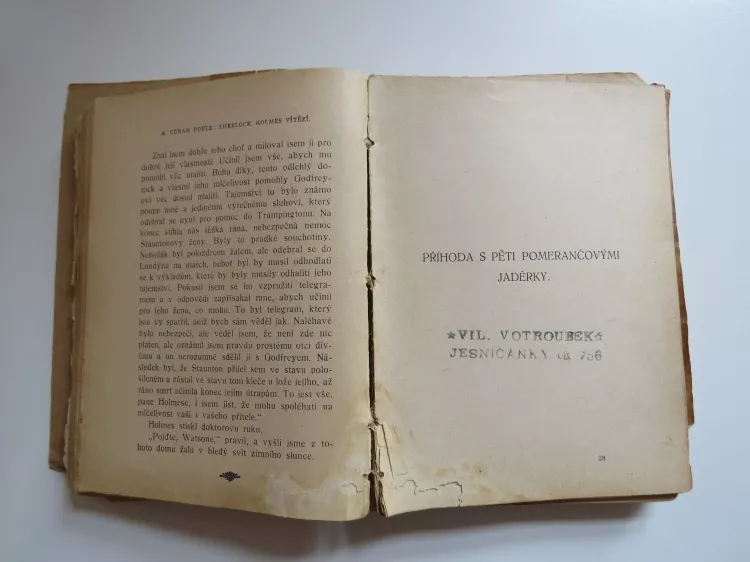 A. CONAN DOYLE: SHERLOCK HOLMES VÍTĚZÍ.
Znal jsem dobře jeho choť a miloval jsem ji pro
dobré její vlastnosti. Učinil jsem vše, abych mu
pomohl věc utajiti. Bohu díky, tento odlehlý do-
mek a vlastní jeho mlčelivost pomohly Godfrey-
ovi věc dosud utajiti. Tajemství to bylo známo
pouze mně a jedinému výtečnému sluhovi, který
odebral se nyní pro pomoc do Trumpingtonu. Na
konec stihla nás těžká rána, nebezpečná nemoc
Stauntonovy ženy. Byly to prudké souchotiny.
Nebožák byl polozdrcen žalem, ale odebral se do
Londýna na match, neboť byl by musil odhodlati
se k výkladům, které by byly musily odhaliti jeho
tajemství. Pokusil jsem se ho vzpružiti telegra-
mem a v odpovědi zapřísáhal mne, abych učinil
pro jeho ženu, co mohu. To byl telegram, který
jste vy spatřil, aniž bych sám věděl jak. Naléhavé
bylo nebezpečí, ale věděl jsem, že není zde nic
platen, ale oznámil jsem pravdu prostému otci dív-
činu a on nerozumně sdělil ji s Godfreyem. Ná-
sledek byl, že Staunton přijel sem ve stavu polo-
šíleném a zůstal ve stavu tom kleče u lože jejího, až
ráno smrt učinila konec jejím útrapám. To jest vše,
pane Holmese, i jsem jist, že mohu spoléhati na
mlčelivost vaši i vašeho přítele."
Holmes stiskl doktorovu ruku.
„Pojďte, Watsone," pravil, a vyšli jsme z to-
hoto domu žalu v bledý svit zimního slunce.
PŘÍHODA S PĚTI POMERANČOVÝMI
JADÉRKY.
★VIL. VOTROUBEK★
JESNIČÁNKY čís 756
28